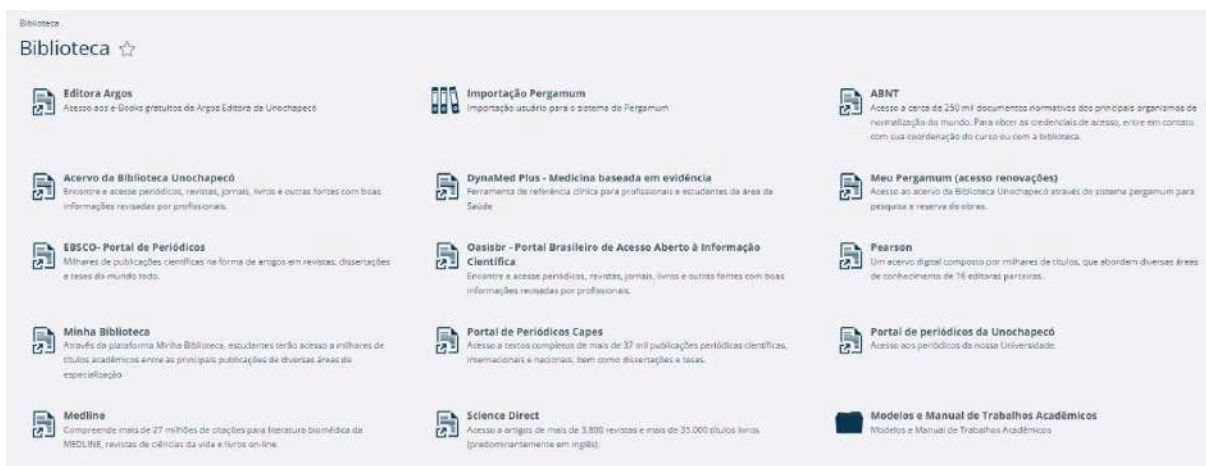 Biblioteca
Biblioteca
Editora Argos
Acesso aos e-Books gratuitos da Argos Editora da Unochapecó
Importação Pergamum
Importação usuário para o sistema do Pergamum
ABNT
Acesso a cerca de 250 mil documentos normativos dos principais organismos de
normalização do mundo. Para obter as credenciais de acesso, entre em contato
com sua coordenação do curso ou com a biblioteca.
Acervo da Biblioteca Unochapecó
Encontre e acesse periódicos, revistas, jornais, livros e outras fontes com boas
informações revisadas por profissionais.
DynaMed Plus - Medicina baseada em evidência
Ferramenta de referência clínica para profissionais e estudantes da área da
Saúde
Meu Pergamum (acesso renovações)
Acesso ao acervo da Biblioteca Unochapecó através do sistema pergamum para
pesquisa e reserva de obras.
EBSCO- Portal de Periódicos
Milhares de publicações científicas na forma de artigos em revistas, dissertações
e teses do mundo todo.
Oasisbr - Portal Brasileiro de Acesso Aberto à Informação
Científica
Encontre e acesse periódicos, revistas, jornais, livros e outras fontes com boas
informações revisadas por profissionais.
Pearson
Um acervo digital composto por milhares de títulos, que abordam diversas áreas
de conhecimento de 16 editoras parceiras.
Minha Biblioteca
Através da plataforma Minha Biblioteca, estudantes terão acesso a milhares de
títulos acadêmicos entre as principais publicações de diversas áreas de
especialização
Portal de Periódicos Capes
Acesso a textos completos de mais de 37 mil publicações periódicas científicas,
internacionais e nacionais, bem como dissertações e teses.
Portal de periódicos da Unochapecó
Acesso aos periódicos da nossa Universidade.
Medline
Compreende mais de 27 milhões de citações para literatura biomédica da
MEDLINE, revistas de ciências da vida e livros on-line.
Science Direct
Acesso a artigos de mais de 3.800 revistas e mais de 35.000 títulos livros
(predominantemente em inglês).
Modelos e Manual de Trabalhos Acadêmicos
Modelos e Manual de Trabalhos Acadêmicos